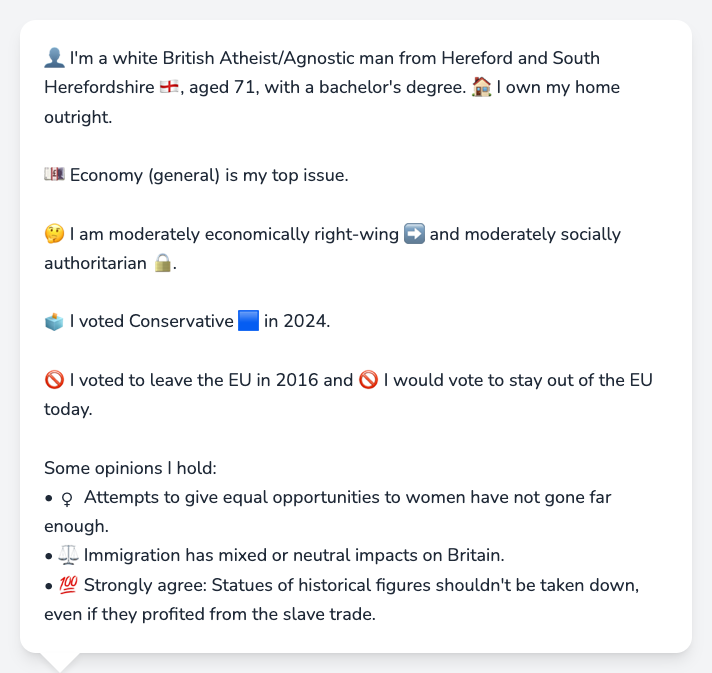 👤 I'm a white British Atheist/Agnostic man from Hereford and South
Herefordshire 🏴󠁧󠁢󠁥󠁮󠁧󠁿, aged 71, with a bachelor's degree. 🏠 I own my home
outright.
💷 Economy (general) is my top issue.
🤔 I am moderately economically right-wing ➡️ and moderately socially
authoritarian 🔒.
🗳️ I voted Conservative 🟦 in 2024.
🚫 I voted to leave the EU in 2016 and 🚫 I would vote to stay out of the EU
today.
Some opinions I hold:
• ♀ Attempts to give equal opportunities to women have not gone far
enough.
• ⚖️ Immigration has mixed or neutral impacts on Britain.
• 💯 Strongly agree: Statues of historical figures shouldn't be taken down,
even if they profited from the slave trade.